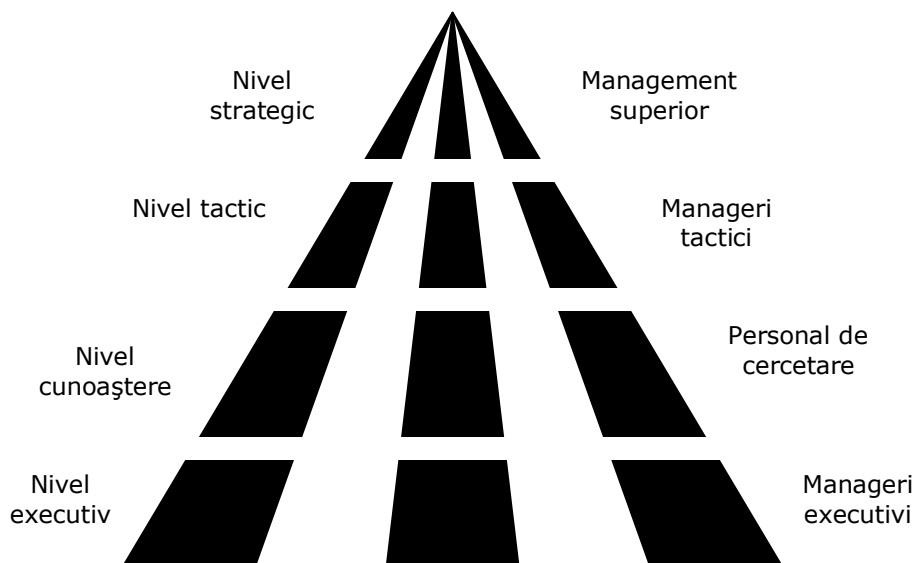 Nivel
strategic
Management
superior
Nivel tactic
Manageri
tactici
Nivel
cunoaştere
Personal de
cercetare
Nivel
executiv
Manageri
executivi